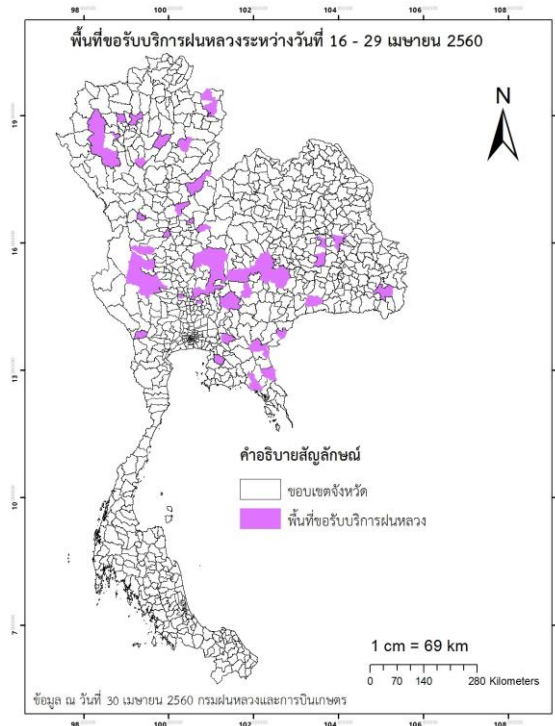 98 100 102 104 106 108
พื้นที่ขอรับบริการฝนหลวงระหว่างวันที่ 16 - 29 เมษายน 2560
19
N
16
13
คำอธิบายสัญลักษณ์
ขอบเขตจังหวัด
10
พื้นที่ขอรับบริการฝนหลวง
7
1 cm = 69 km
0 70 140 210 280 Kilometers
ข้อมูล ณ วันที่ 30 เมษายน 2560 กรมฝนหลวงและการบินเกษตร
98 100 102 104 106 108